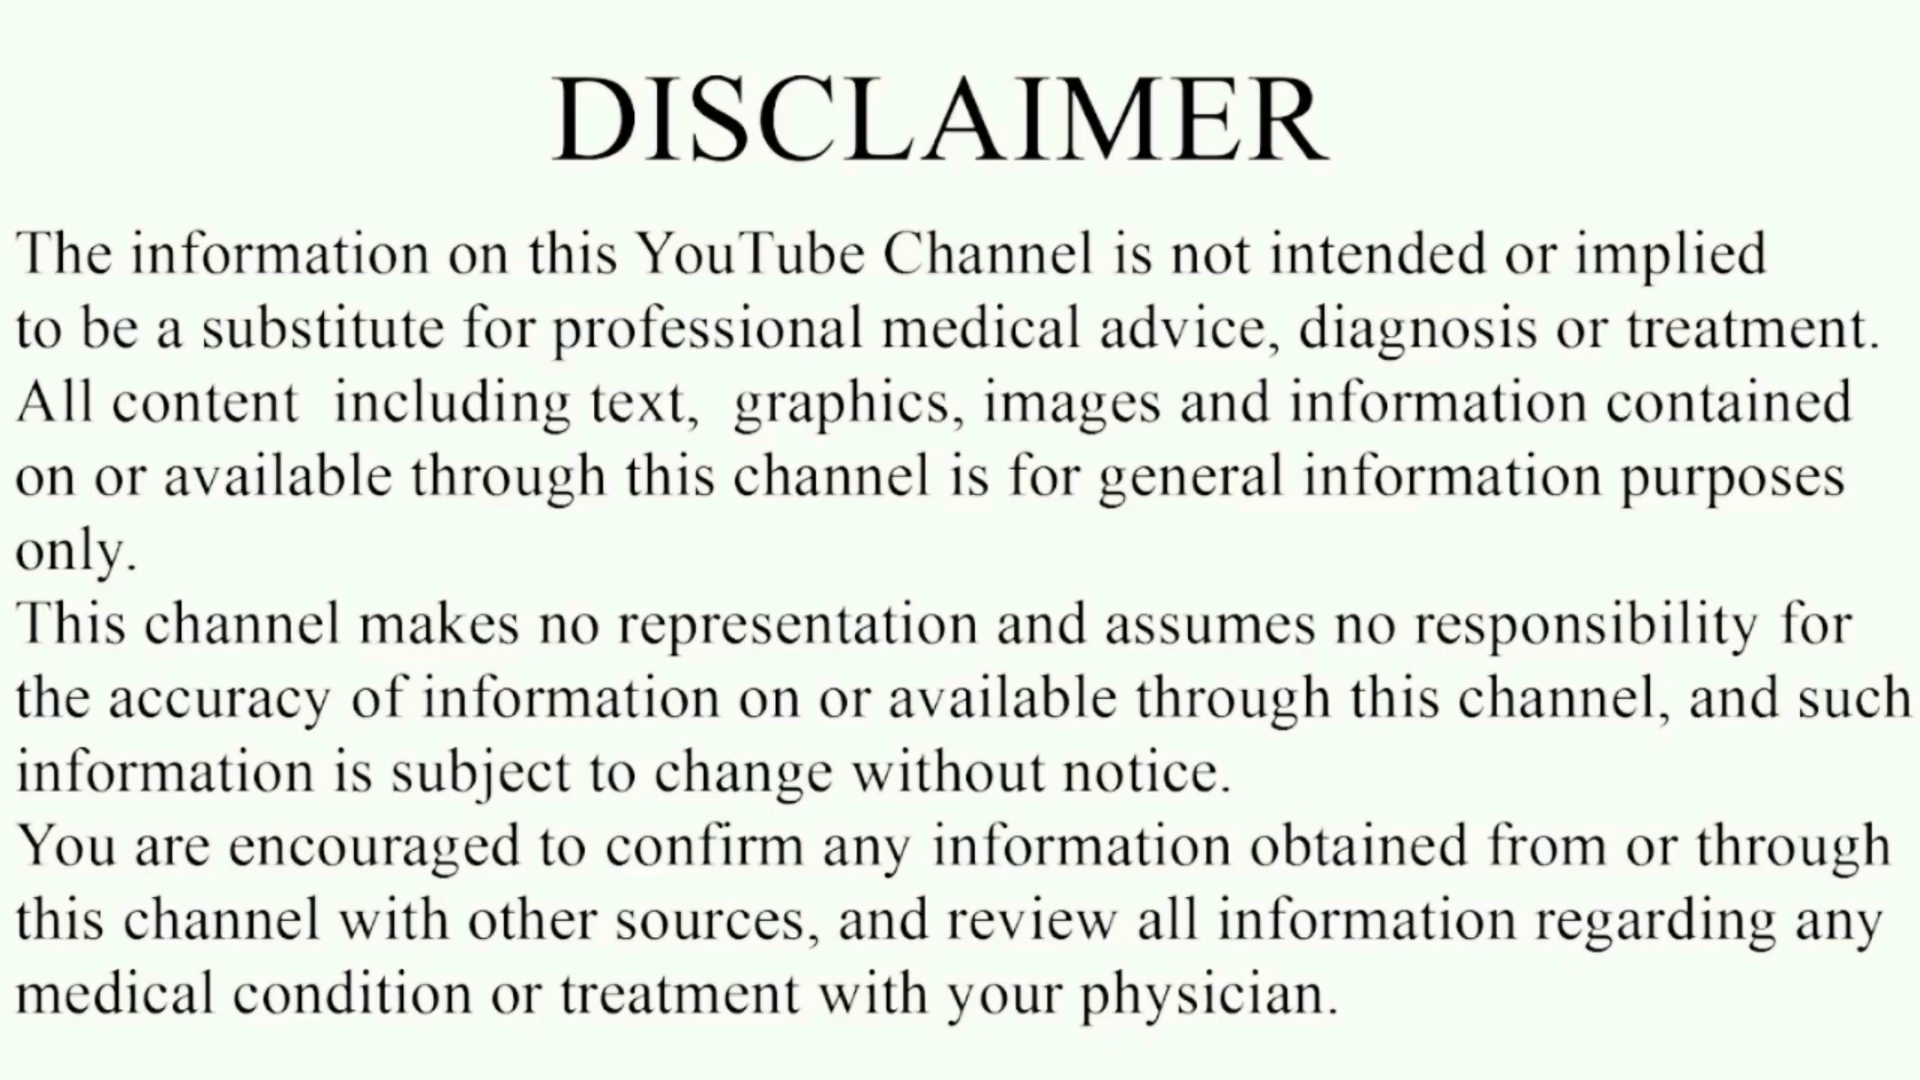 DISCLAIMER
The information on this YouTube Channel is not intended or implied
to be a substitute for professional medical advice, diagnosis or treatment.
All content  including text,  graphics, images and information contained
on or available through this channel is for general information purposes
only.
This channel makes no representation and assumes no responsibility for
the accuracy of information on or available through this channel, and such
information is subject to change without notice.
You are encouraged to confirm any information obtained from or through
this channel with other sources, and review all information regarding any
medical condition or treatment with your physician.